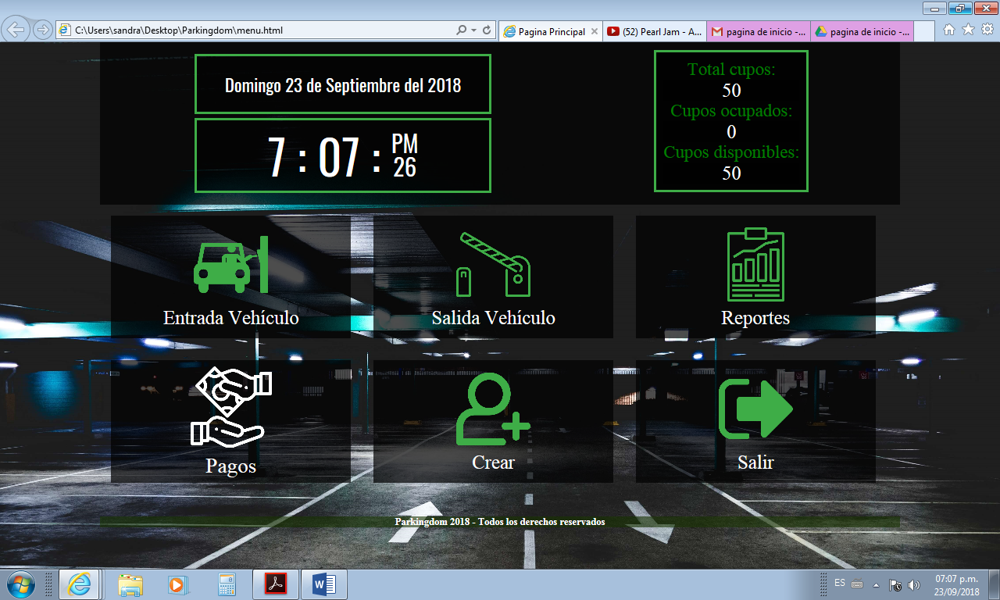 C:\Users\sandra\Desktop\Parkingdom\menu.html
Pagina Principal
(52) Pearl Jam - A...
pagina de inicio -...
pagina de inicio -...
Domingo 23 de Septiembre del 2018
7 : 07 : PM
26
Total cupos:
50
Cupos ocupados:
0
Cupos disponibles:
50
Entrada Vehículo
Salida Vehículo
Reportes
Pagos
Crear
Salir
Parkingdom 2018 - Todos los derechos reservados
ES
07:07 p.m.
23/09/2018